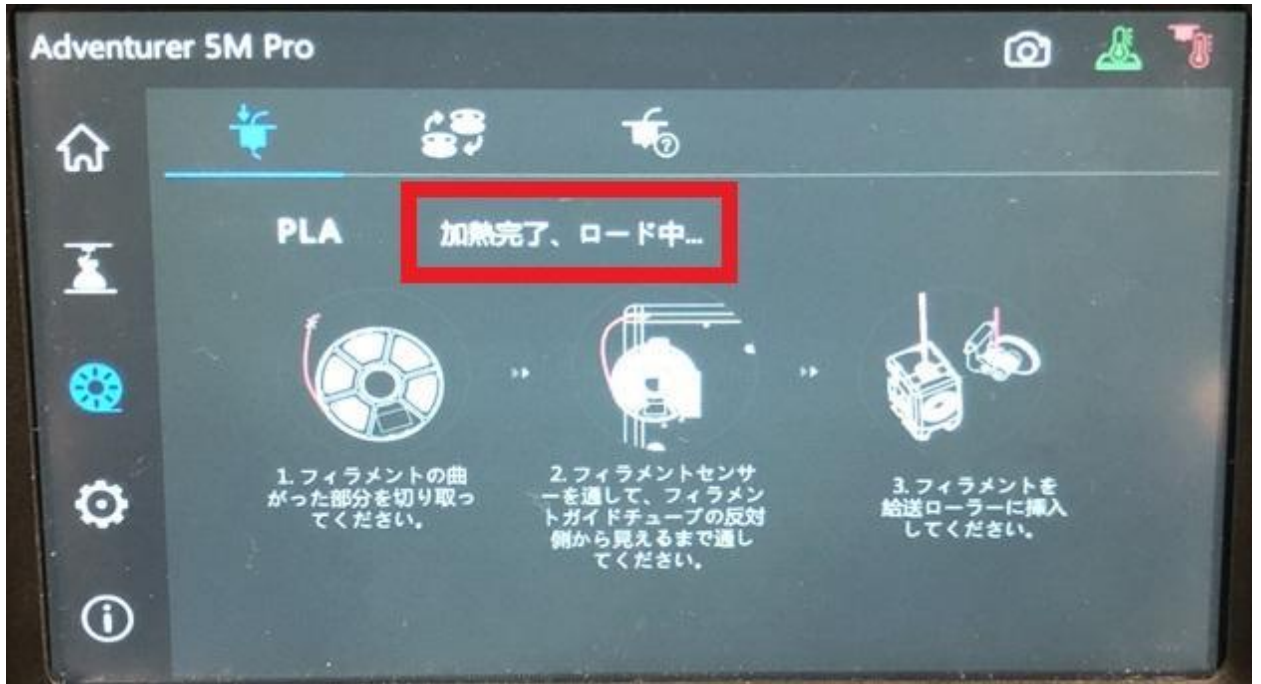 Adventurer 5M Pro
PLA
加熱完了、ロード中...
1.フィラメントの曲
がった部分を切り取っ
てください。
2.フィラメントセンサ
ーを通して、フィラメン
トガイドチューブの反対
側から見えるまで通し
てください。
3.フィラメントを
給送ローラーに挿入
してください。